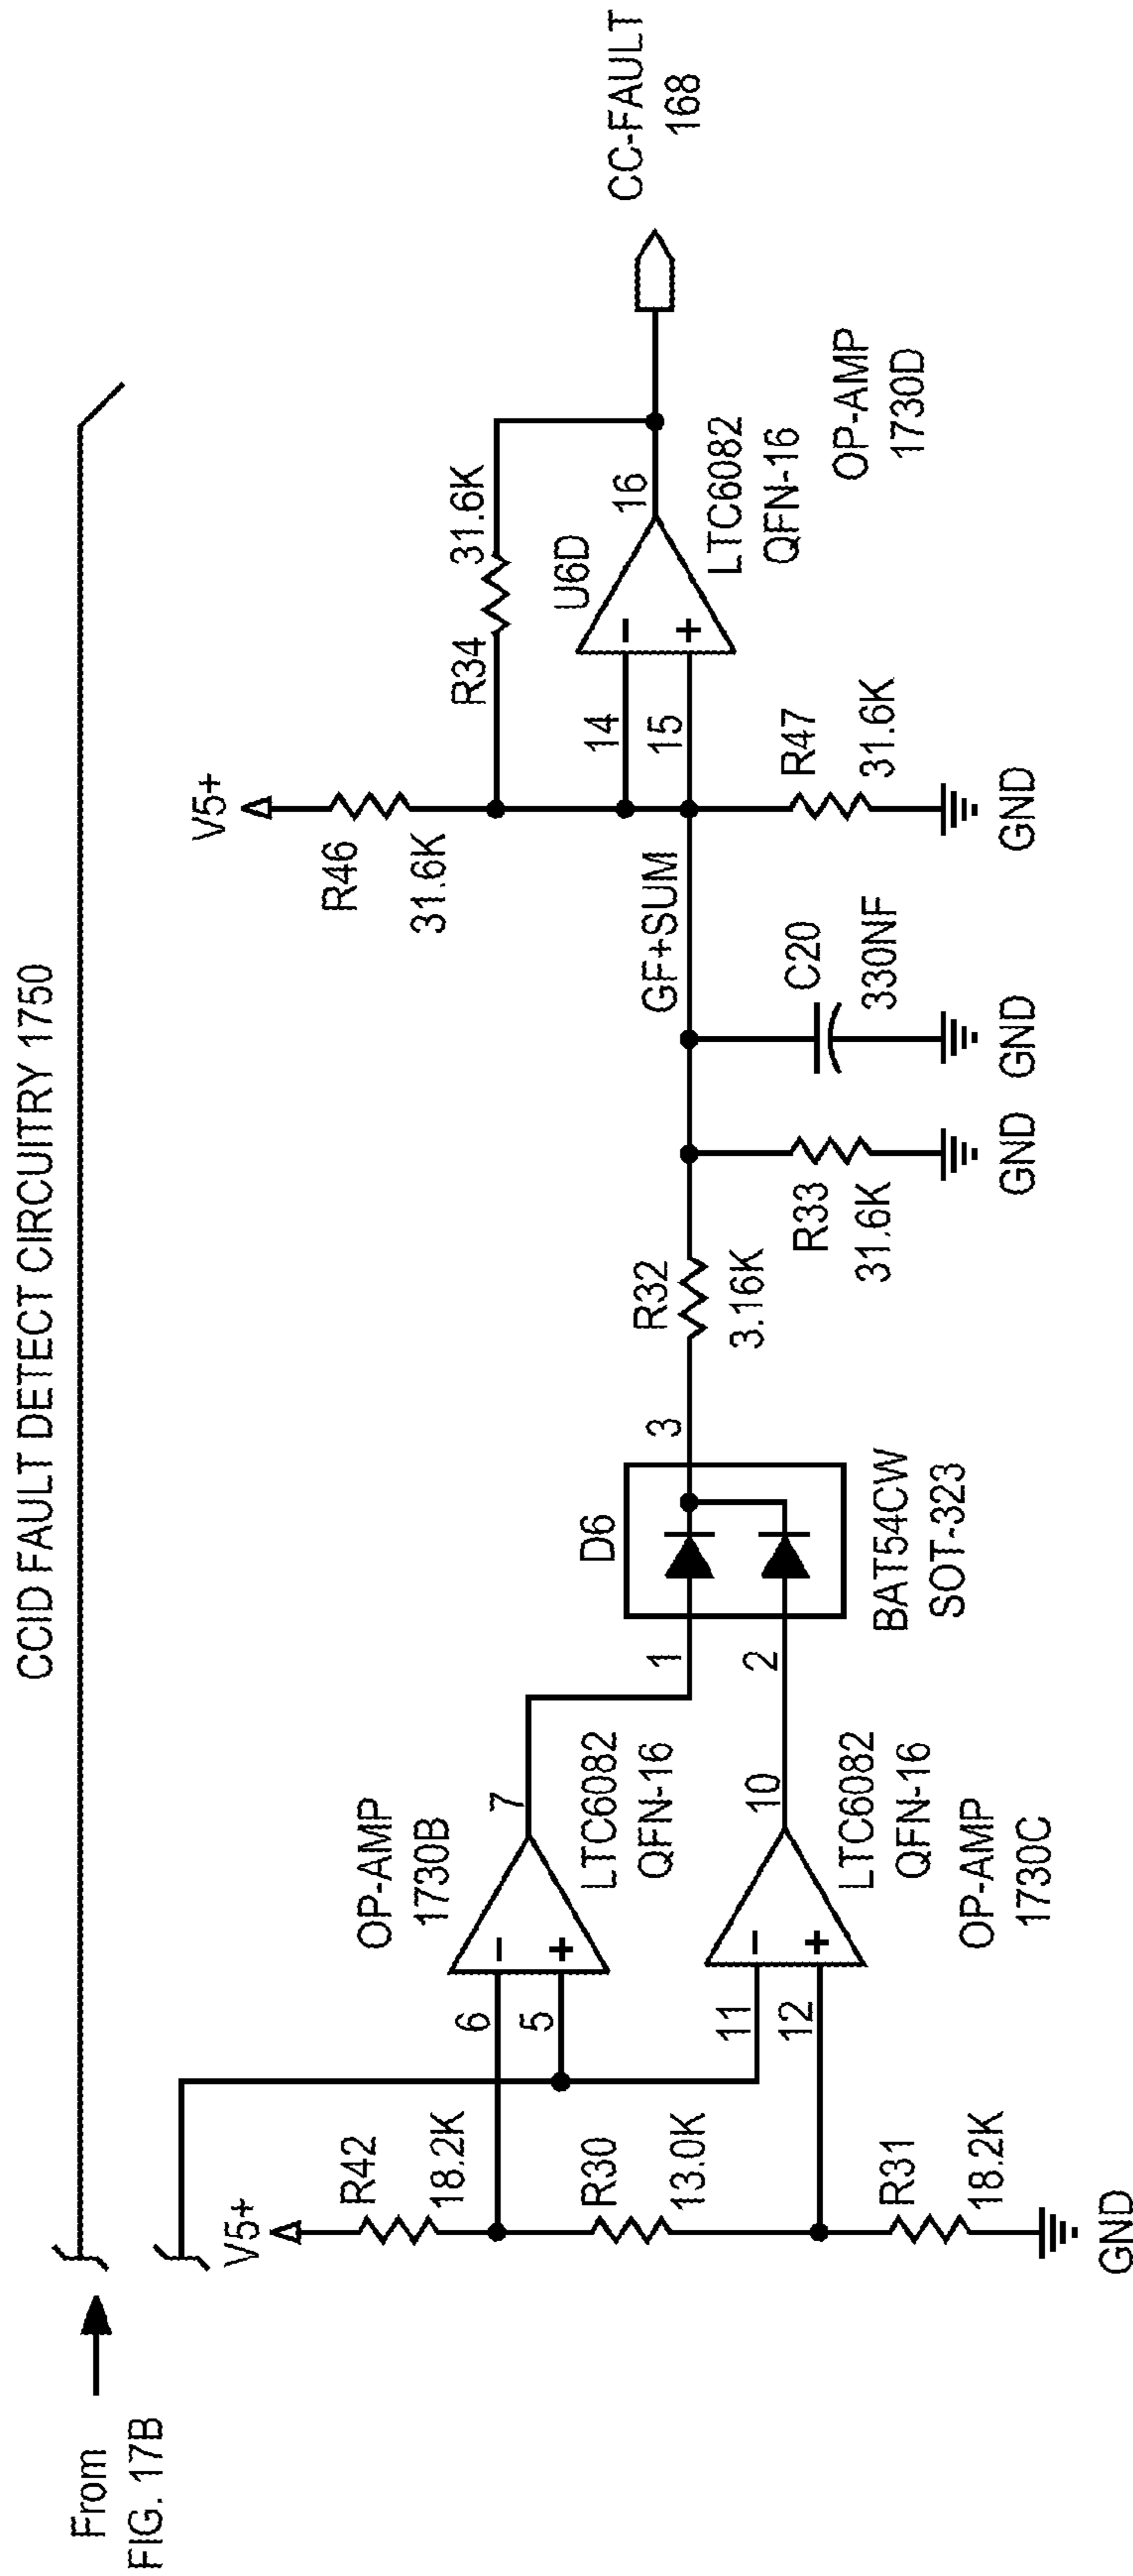 CCID FAULT DETECT CIRCUITRY 1750
From
FIG. 17B
V5+
R42
18.2K
R30
13.0K
R31
18.2K
GND
6
5
11
12
OP-AMP
1730B
−
+
7
LTC6082
QFN-16
−
+
10
LTC6082
QFN-16
OP-AMP
1730C
1
2
D6
3
BAT54CW
SOT-323
R32
3.16K
R33
31.6K
GND
C20
330NF
GND
GF+SUM
V5+
R46
31.6K
R47
31.6K
GND
14
15
R34
31.6K
U6D
−
+
16
LTC6082
QFN-16
OP-AMP
1730D
CC-FAULT
168